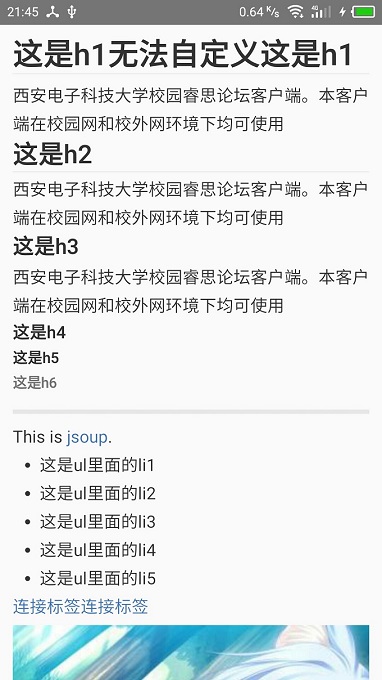 21:45 0.64 K/s 4G
这是h1无法自定义这是h1
西安电子科技大学校园睿思论坛客户端。本客户
端在校园网和校外网环境下均可使用
这是h2
西安电子科技大学校园睿思论坛客户端。本客户
端在校园网和校外网环境下均可使用
这是h3
西安电子科技大学校园睿思论坛客户端。本客户
端在校园网和校外网环境下均可使用
这是h4
这是h5
这是h6
This is jsoup.
• 这是ul里面的li1
• 这是ul里面的li2
• 这是ul里面的li3
• 这是ul里面的li4
• 这是ul里面的li5
连接标签连接标签